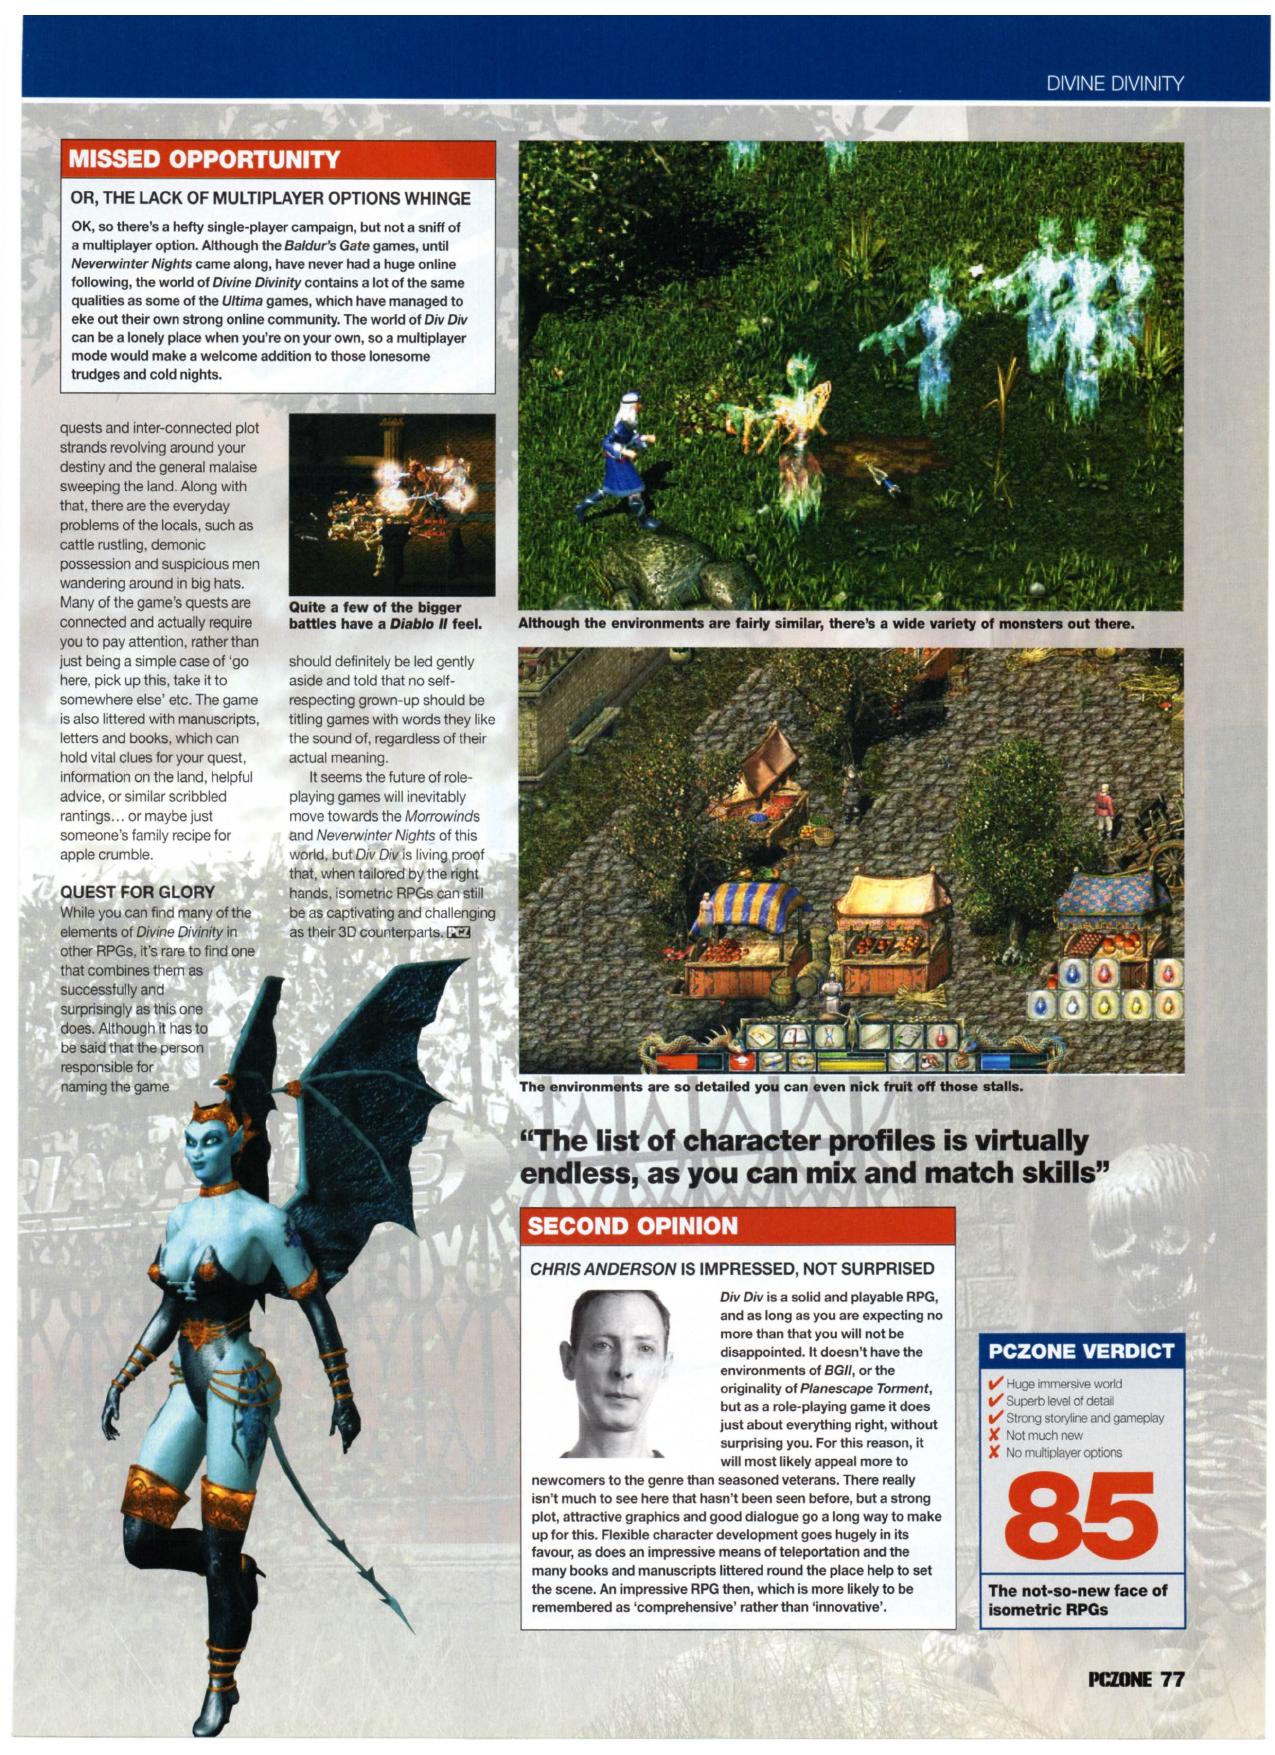 DIVINE DIVINITY
MISSED OPPORTUNITY
OR, THE LACK OF MULTIPLAYER OPTIONS WHINGE
OK, so there's a hefty single-player campaign, but not a sniff of
a multiplayer option. Although the Baldur's Gate games, until
Neverwinter Nights came along, have never had a huge online
following, the world of Divine Divinity contains a lot of the same
qualities as some of the Ultima games, which have managed to
eke out their own strong online community. The world of Div Div
can be a lonely place when you're on your own, so a multiplayer
mode would make a welcome addition to those lonesome
trudges and cold nights.
quests and inter-connected plot
strands revolving around your
destiny and the general malaise
sweeping the land. Along with
that, there are the everyday
problems of the locals, such as
cattle rustling, demonic
possession and suspicious men
wandering around in big hats.
Many of the game's quests are
connected and actually require
you to pay attention, rather than
just being a simple case of 'go
here, pick up this, take it to
somewhere else' etc. The game
is also littered with manuscripts,
letters and books, which can
hold vital clues for your quest,
information on the land, helpful
advice, or similar scribbled
rantings... or maybe just
someone's family recipe for
apple crumble.
QUEST FOR GLORY
While you can find many of the
elements of Divine Divinity in
other RPGs, it's rare to find one
that combines them as
successfully and
surprisingly as this one
does. Although it has to
be said that the person
responsible for
naming the game
Quite a few of the bigger
battles have a Diablo II feel.
should definitely be led gently
aside and told that no self-
respecting grown-up should be
titling games with words they like
the sound of, regardless of their
actual meaning.
It seems the future of role-
playing games will inevitably
move towards the Morrowinds
and Neverwinter Nights of this
world, but Div Div is living proof
that, when tailored by the right
hands, isometric RPGs can still
be as captivating and challenging
as their 3D counterparts. PCZ
Although the environments are fairly similar, there's a wide variety of monsters out there.
The environments are so detailed you can even nick fruit off those stalls.
"The list of character profiles is virtually
endless, as you can mix and match skills"
SECOND OPINION
CHRIS ANDERSON IS IMPRESSED, NOT SURPRISED
Div Div is a solid and playable RPG,
and as long as you are expecting no
more than that you will not be
disappointed. It doesn't have the
environments of BGII, or the
originality of Planescape Torment,
but as a role-playing game it does
just about everything right, without
surprising you. For this reason, it
will most likely appeal more to
newcomers to the genre than seasoned veterans. There really
isn't much to see here that hasn't been seen before, but a strong
plot, attractive graphics and good dialogue go a long way to make
up for this. Flexible character development goes hugely in its
favour, as does an impressive means of teleportation and the
many books and manuscripts littered round the place help to set
the scene. An impressive RPG then, which is more likely to be
remembered as 'comprehensive' rather than 'innovative'.
PCZONE VERDICT
✔ Huge immersive world
✔ Superb level of detail
✔ Strong storyline and gameplay
✘ Not much new
✘ No multiplayer options
85
The not-so-new face of
isometric RPGs
PCZONE 77